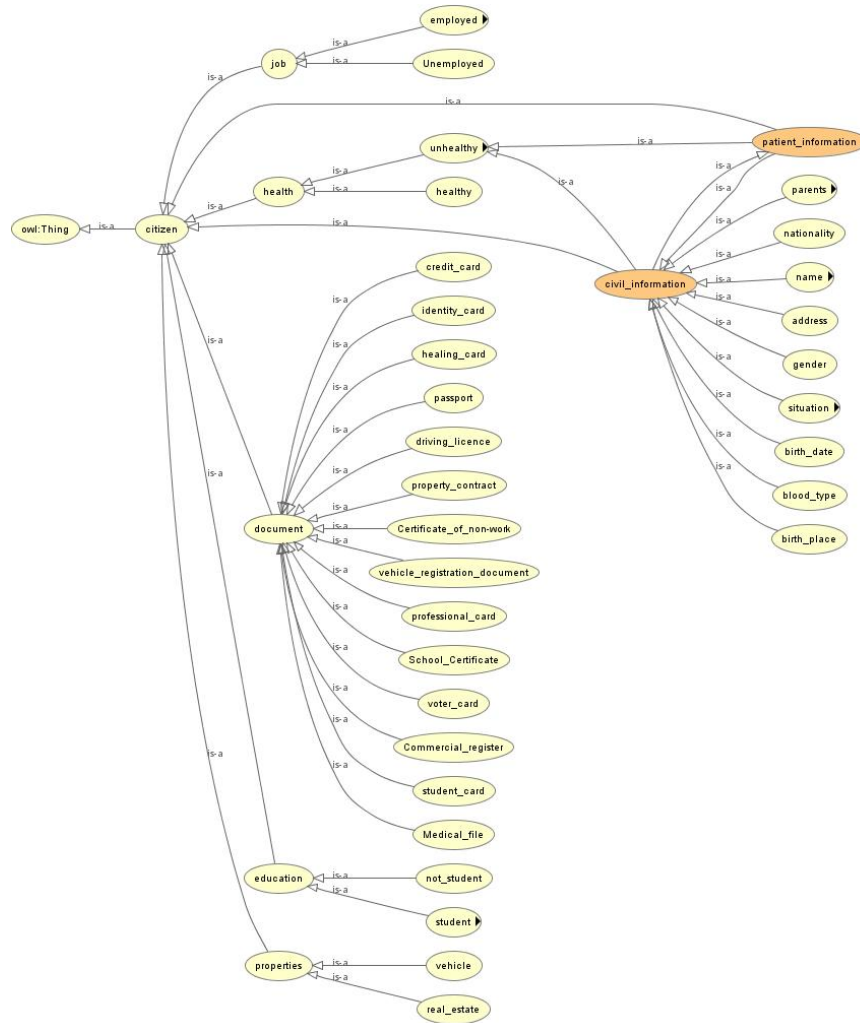 employed
is-a
job
is-a
Unemployed
is-a
is-a
patient_information
is-a
unhealthy
is-a
is-a
is-a
is-a
parents
health
is-a
healthy
is-a
is-a
owl:Thing
is-a
citizen
is-a
nationality
is-a
credit_card
civil_information
is-a
name
is-a
is-a
identity_card
address
is-a
is-a
is-a
healing_card
gender
is-a
is-a
passport
situation
is-a
is-a
driving_licence
birth_date
is-a
is-a
is-a
property_contract
blood_type
is-a
document
is-a
Certificate_of_non-work
birth_place
is-a
is-a
vehicle_registration_document
is-a
professional_card
is-a
School_Certificate
is-a
voter_card
is-a
Commercial_register
is-a
student_card
is-a
Medical_file
education
is-a
not_student
is-a
student
properties
is-a
vehicle
is-a
real_estate